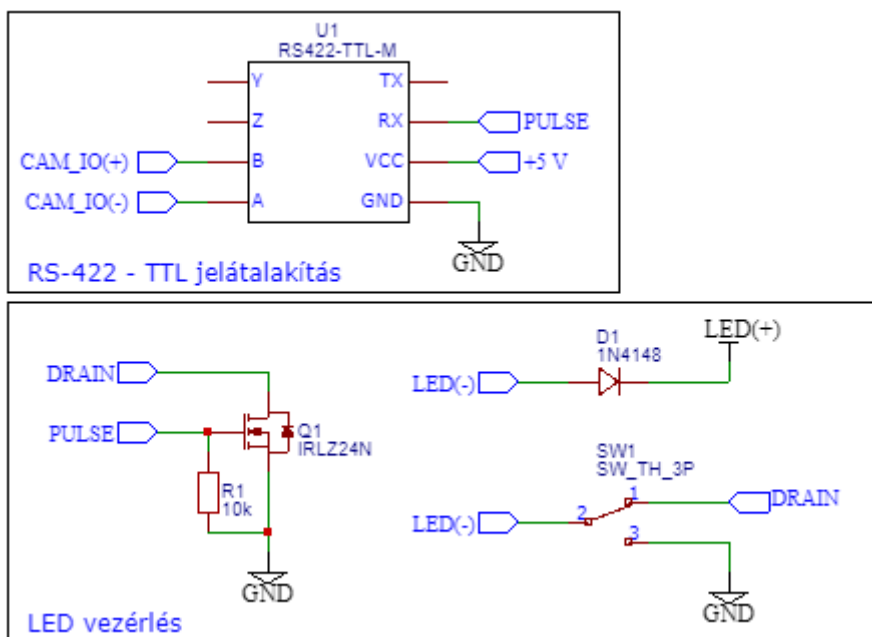 U1
RS422-TTL-M
Y
TX
Z
RX
PULSE
CAM_IO(+)
B
VCC
+5 V
CAM_IO(-)
A
GND
GND
RS-422 - TTL jelátalakítás
DRAIN
PULSE
Q1
IRLZ24N
R1
10k
GND
D1
1N4148
LED(+)
LED(-)
SW1
SW_TH_3P
1
DRAIN
LED(-)
2
3
GND
LED vezérlés